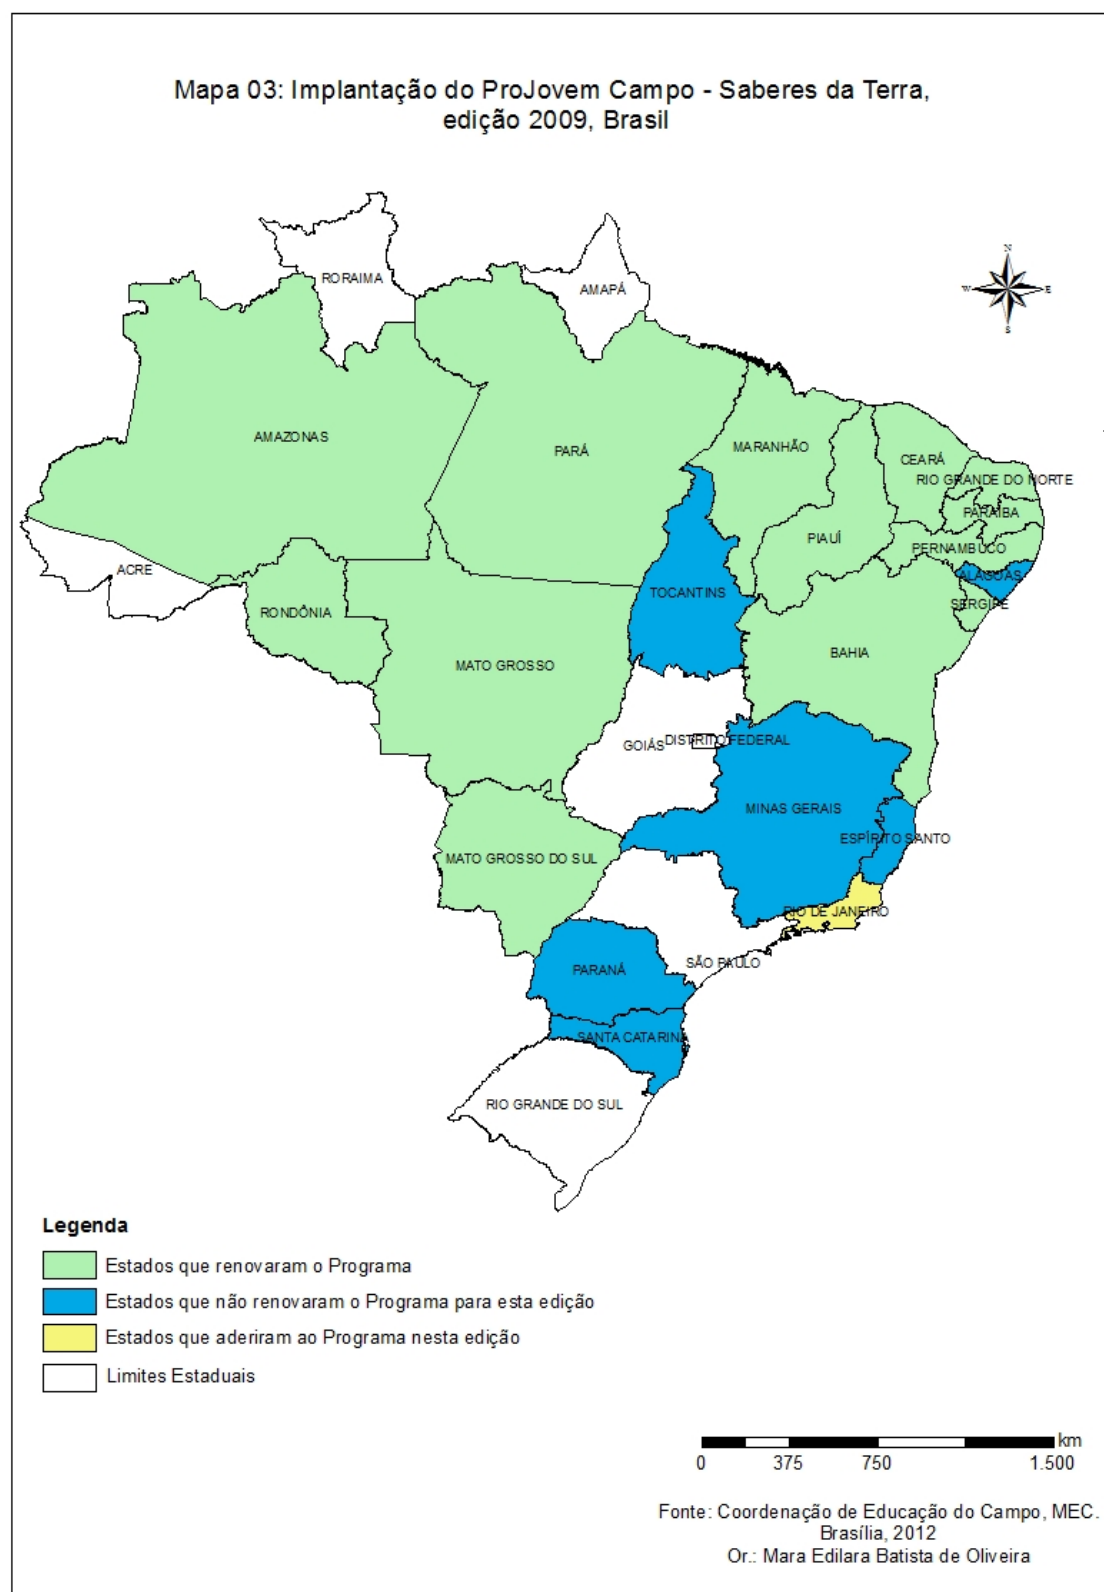 Mapa 03: Implantação do ProJovem Campo - Saberes da Terra,
edição 2009, Brasil
N
W
E
S
RORAIMA
AMAPÁ
AMAZONAS
PARÁ
MARANHÃO
CEARÁ
RIO GRANDE DO NORTE
PARAÍBA
PIAUÍ
PERNAMBUCO
ACRE
ALAGOAS
TOCANTINS
SERGIPE
RONDÔNIA
BAHIA
MATO GROSSO
DISTRITO FEDERAL
GOIÁS
MINAS GERAIS
ESPÍRITO SANTO
MATO GROSSO DO SUL
RIO DE JANEIRO
SÃO PAULO
PARANÁ
SANTA CATARINA
RIO GRANDE DO SUL
Legenda
Estados que renovaram o Programa
Estados que não renovaram o Programa para esta edição
Estados que aderiram ao Programa nesta edição
Limites Estaduais
km
0 375 750 1.500
Fonte: Coordenação de Educação do Campo, MEC.
Brasília, 2012
Or.: Mara Edilara Batista de Oliveira